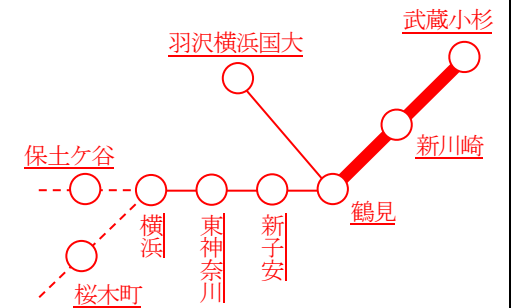 武蔵小杉
羽沢横浜国大
新川崎
保土ケ谷
鶴見
横浜
東神奈川
新子安
桜木町